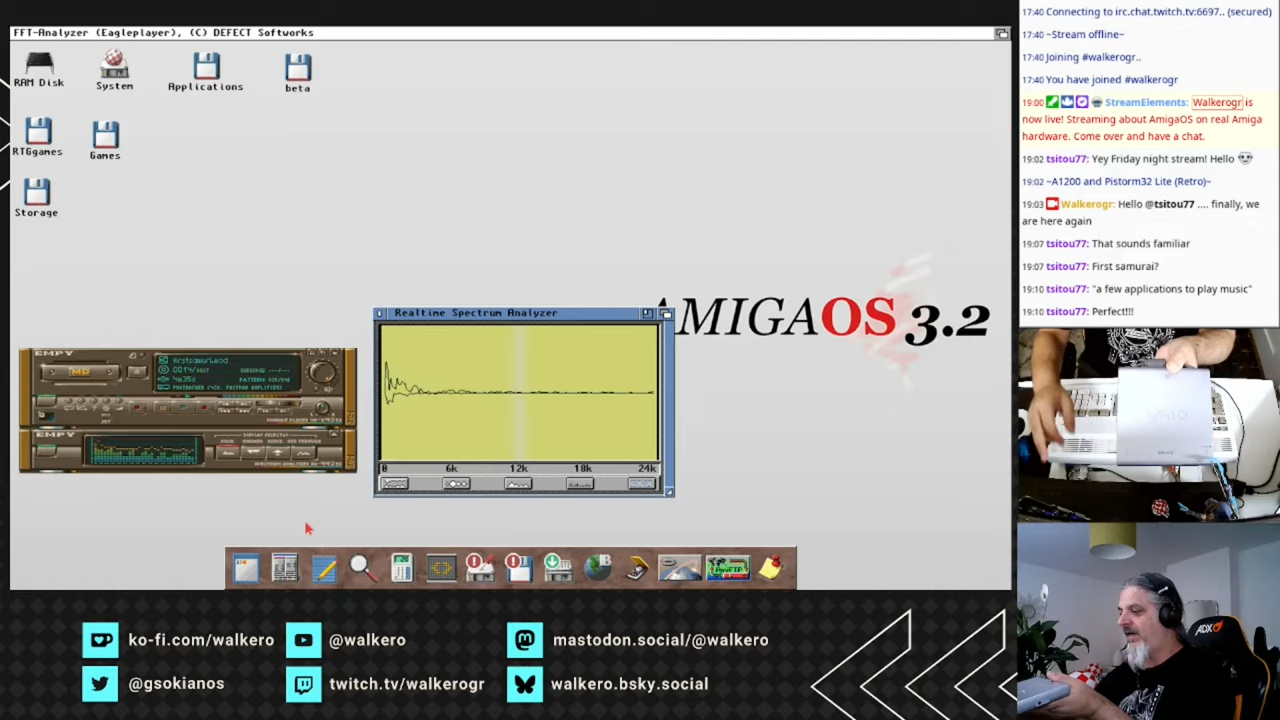 FFT-Analyzer (Eagleplayer), (C) DEFECT Softworks
RAM Disk
System
Applications
beta
RTGgames
Games
Storage
AMIGAOS 3.2
Realtime Spectrum Analyzer
0 6k 12k 18k 24k
EMPY
EMPY
17:40 Connecting to irc.chat.twitch.tv:6697.. (secured)
17:40 ~Stream offline~
17:40 Joining #walkerogr..
17:40 You have joined #walkerogr
19:00 StreamElements: Walkerogr is
now live! Streaming about AmigaOS on real Amiga
hardware. Come over and have a chat.
19:02 tsitou77: Yey Friday night stream! Hello
19:02 ~A1200 and Pistorm32 Lite (Retro)~
19:03 Walkerogr: Hello @tsitou77 .... finally, we
are here again
19:07 tsitou77: That sounds familiar
19:07 tsitou77: First samurai?
19:10 tsitou77: "a few applications to play music"
19:10 tsitou77: Perfect!!!
VAIO
SONY
ADX
ko-fi.com/walkero
@walkero
mastodon.social/@walkero
@gsokianos
twitch.tv/walkerogr
walkero.bsky.social